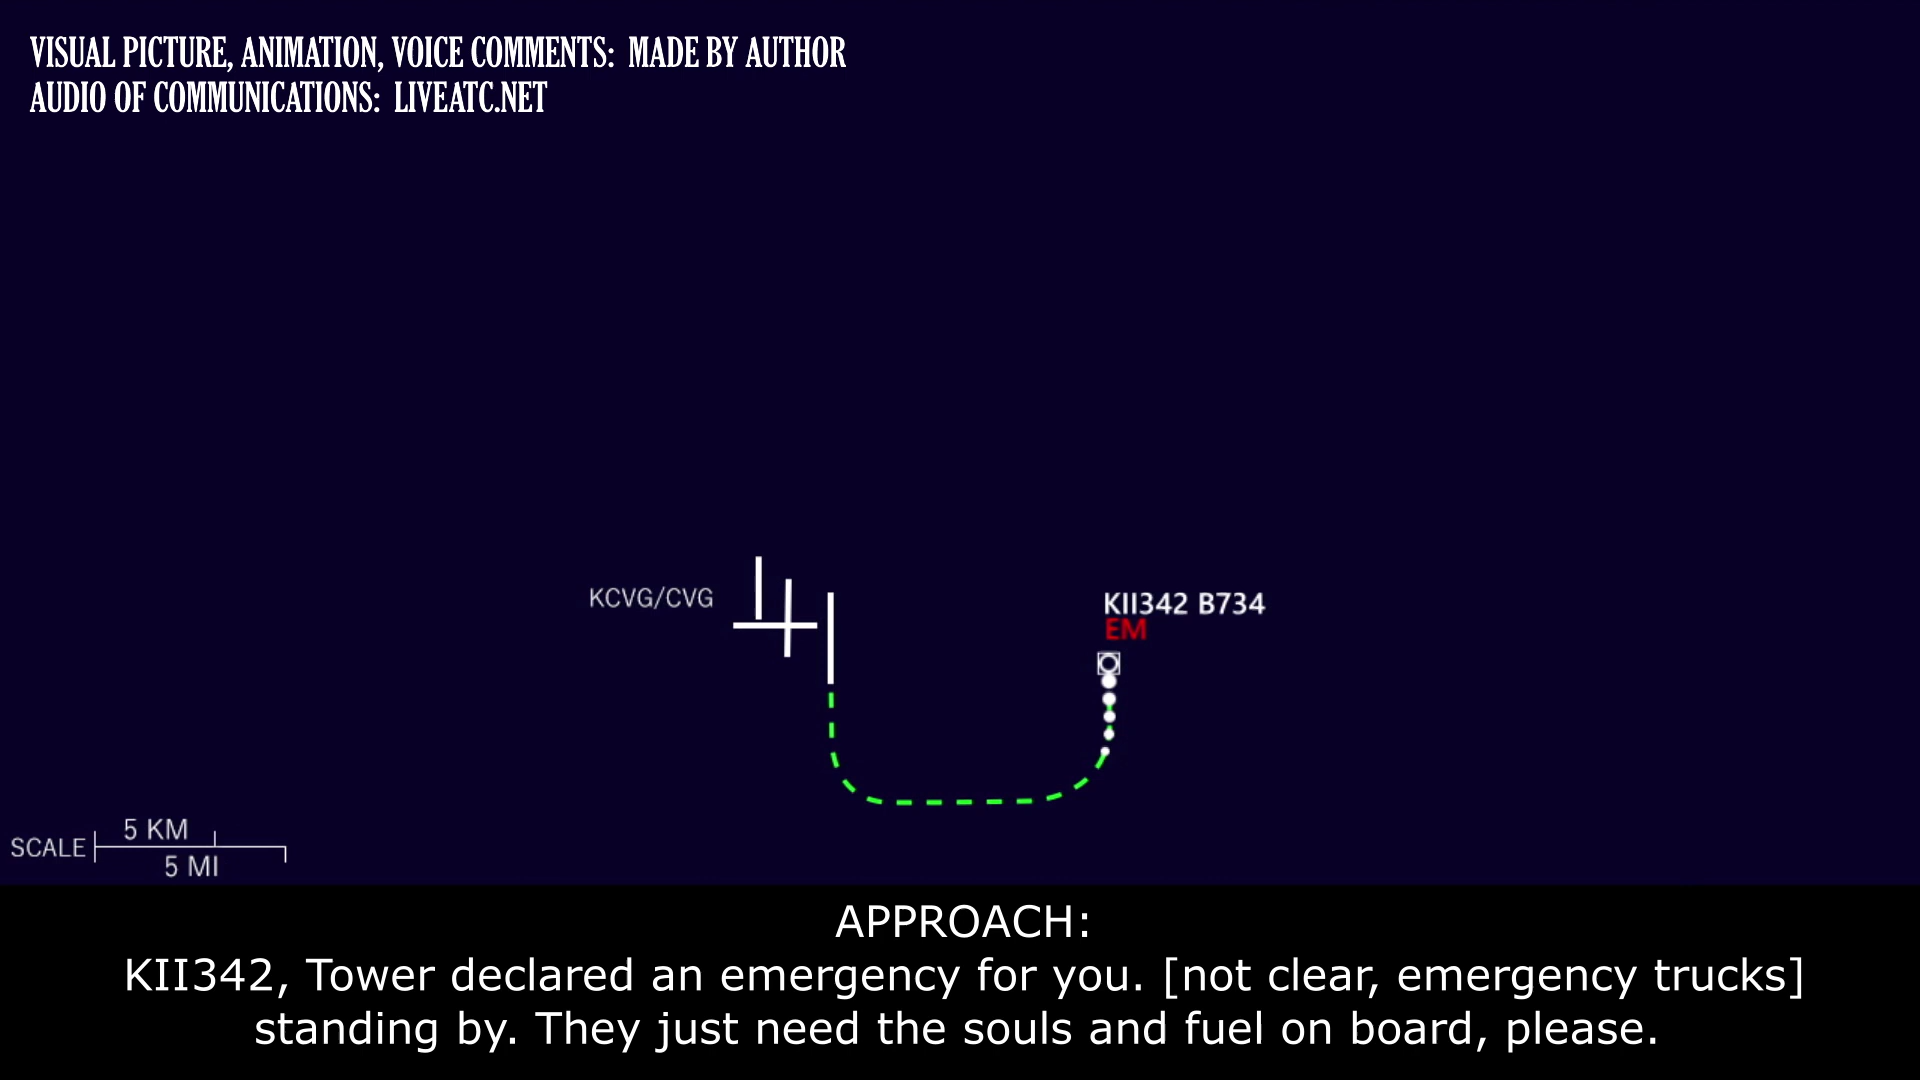 VISUAL PICTURE, ANIMATION, VOICE COMMENTS: MADE BY AUTHOR
AUDIO OF COMMUNICATIONS: LIVEATC.NET
KCVG/CVG
KII342 B734
EM
5 KM
SCALE
5 MI
APPROACH:
KII342, Tower declared an emergency for you. [not clear, emergency trucks]
standing by. They just need the souls and fuel on board, please.